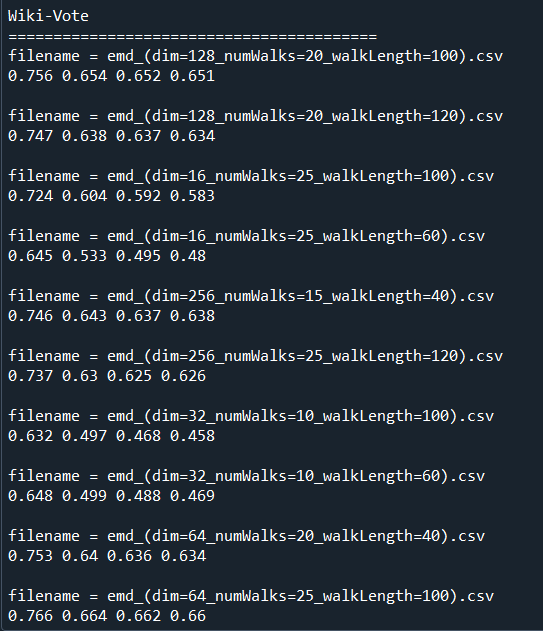 Wiki-Vote
=========================================
filename = emd_(dim=128_numWalks=20_walkLength=100).csv
0.756 0.654 0.652 0.651
filename = emd_(dim=128_numWalks=20_walkLength=120).csv
0.747 0.638 0.637 0.634
filename = emd_(dim=16_numWalks=25_walkLength=100).csv
0.724 0.604 0.592 0.583
filename = emd_(dim=16_numWalks=25_walkLength=60).csv
0.645 0.533 0.495 0.48
filename = emd_(dim=256_numWalks=15_walkLength=40).csv
0.746 0.643 0.637 0.638
filename = emd_(dim=256_numWalks=25_walkLength=120).csv
0.737 0.63 0.625 0.626
filename = emd_(dim=32_numWalks=10_walkLength=100).csv
0.632 0.497 0.468 0.458
filename = emd_(dim=32_numWalks=10_walkLength=60).csv
0.648 0.499 0.488 0.469
filename = emd_(dim=64_numWalks=20_walkLength=40).csv
0.753 0.64 0.636 0.634
filename = emd_(dim=64_numWalks=25_walkLength=100).csv
0.766 0.664 0.662 0.66